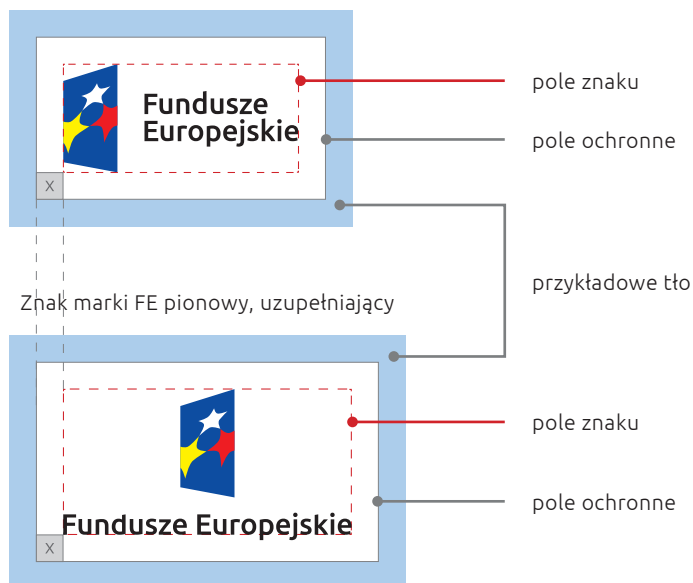 Fundusze
Europejskie
pole znaku
pole ochronne
X
przykładowe tło
Znak marki FE pionowy, uzupełniający
pole znaku
pole ochronne
Fundusze Europejskie
X